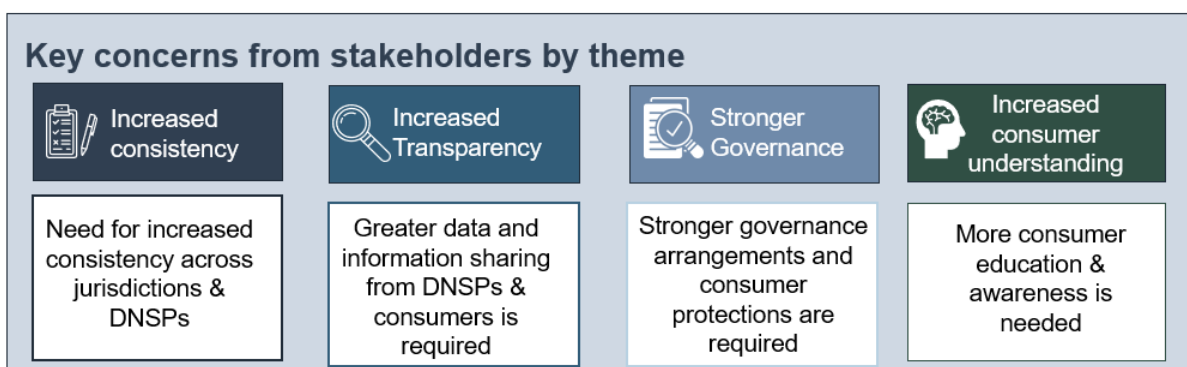 Key concerns from stakeholders by theme
Increased
consistency
Increased
Transparency
Stronger
Governance
Increased
consumer
understanding
Need for increased
consistency across
jurisdictions &
DNSPs
Greater data and
information sharing
from DNSPs &
consumers is
required
Stronger governance
arrangements and
consumer
protections are
required
More consumer
education &
awareness is
needed